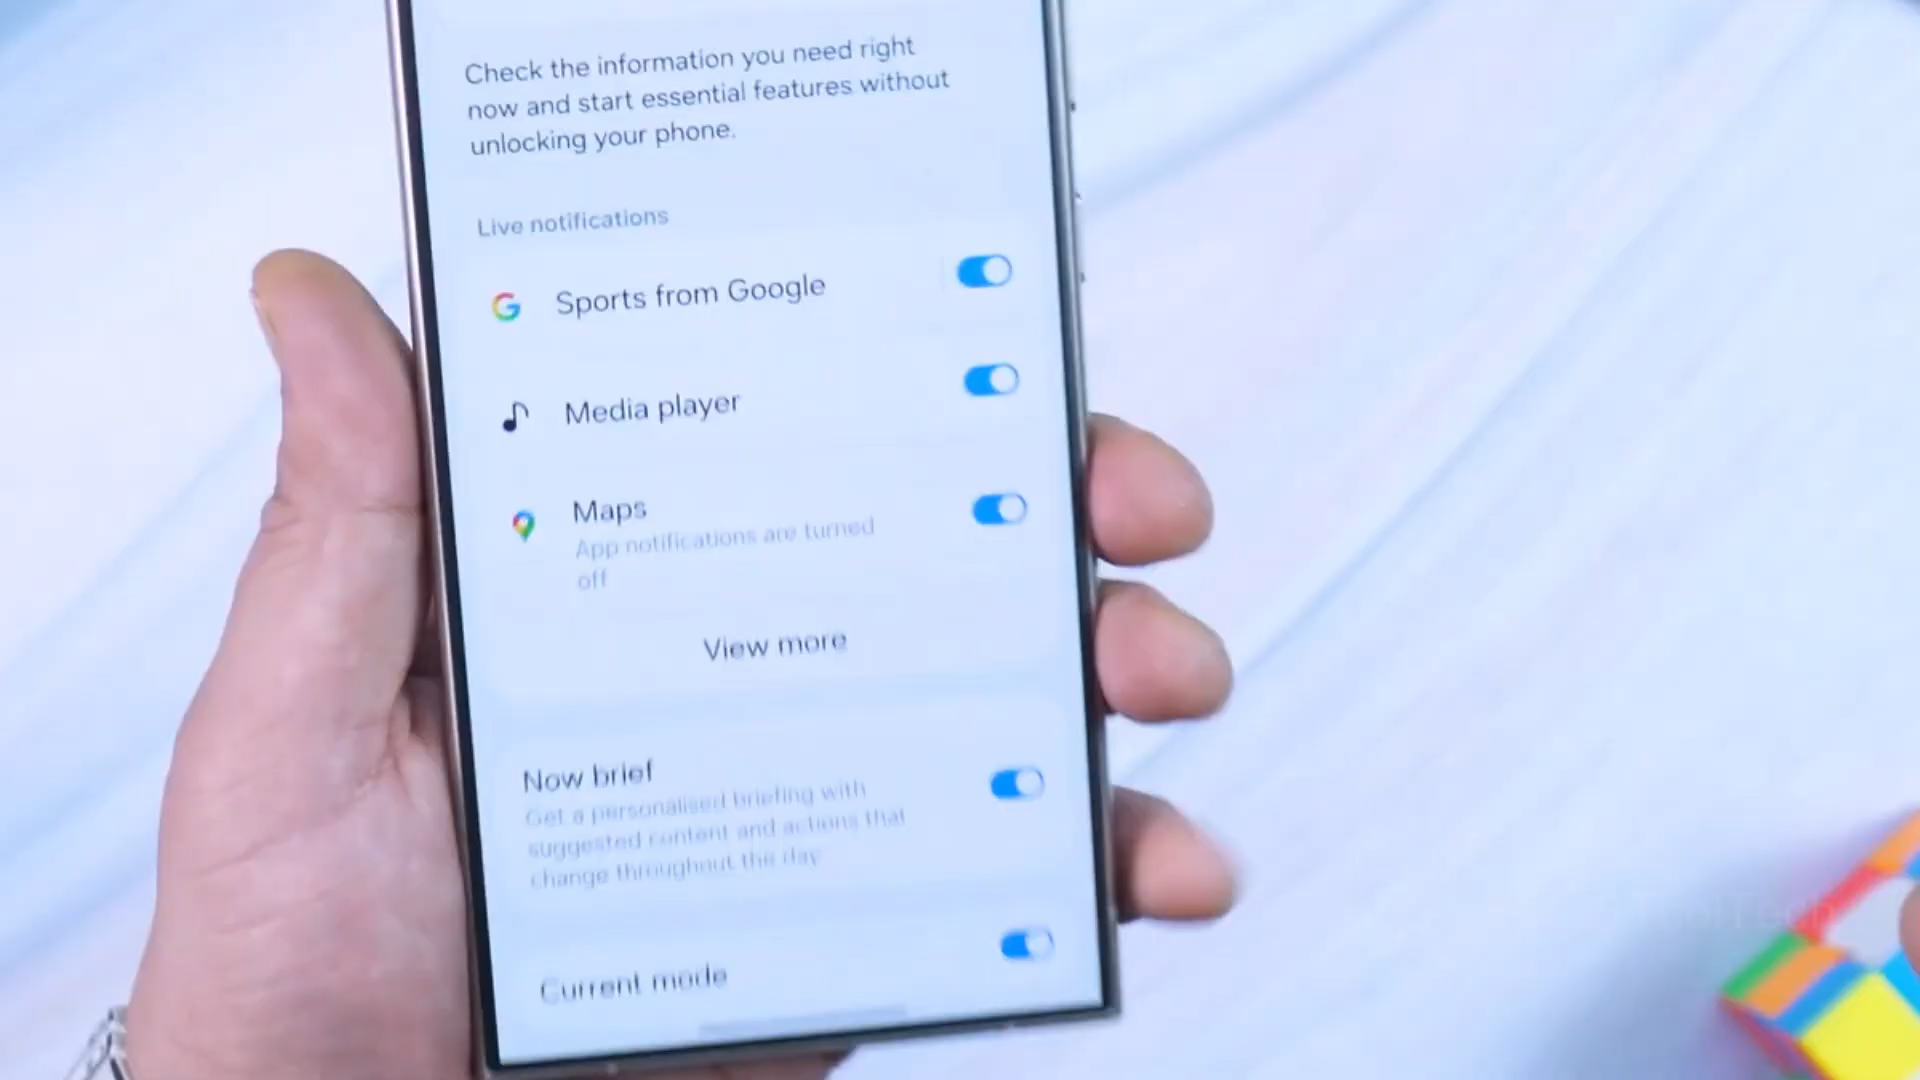 Check the information you need right
now and start essential features without
unlocking your phone.
Live notifications
Sports from Google
Media player
Maps
App notifications are turned
off
View more
Now brief
Get a personalised briefing with
suggested content and actions that
change throughout the day
Current mode